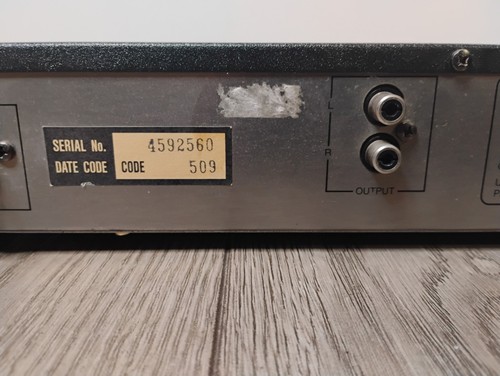 SERIAL No. 4592560
DATE CODE CODE 509
L
R
OUTPUT